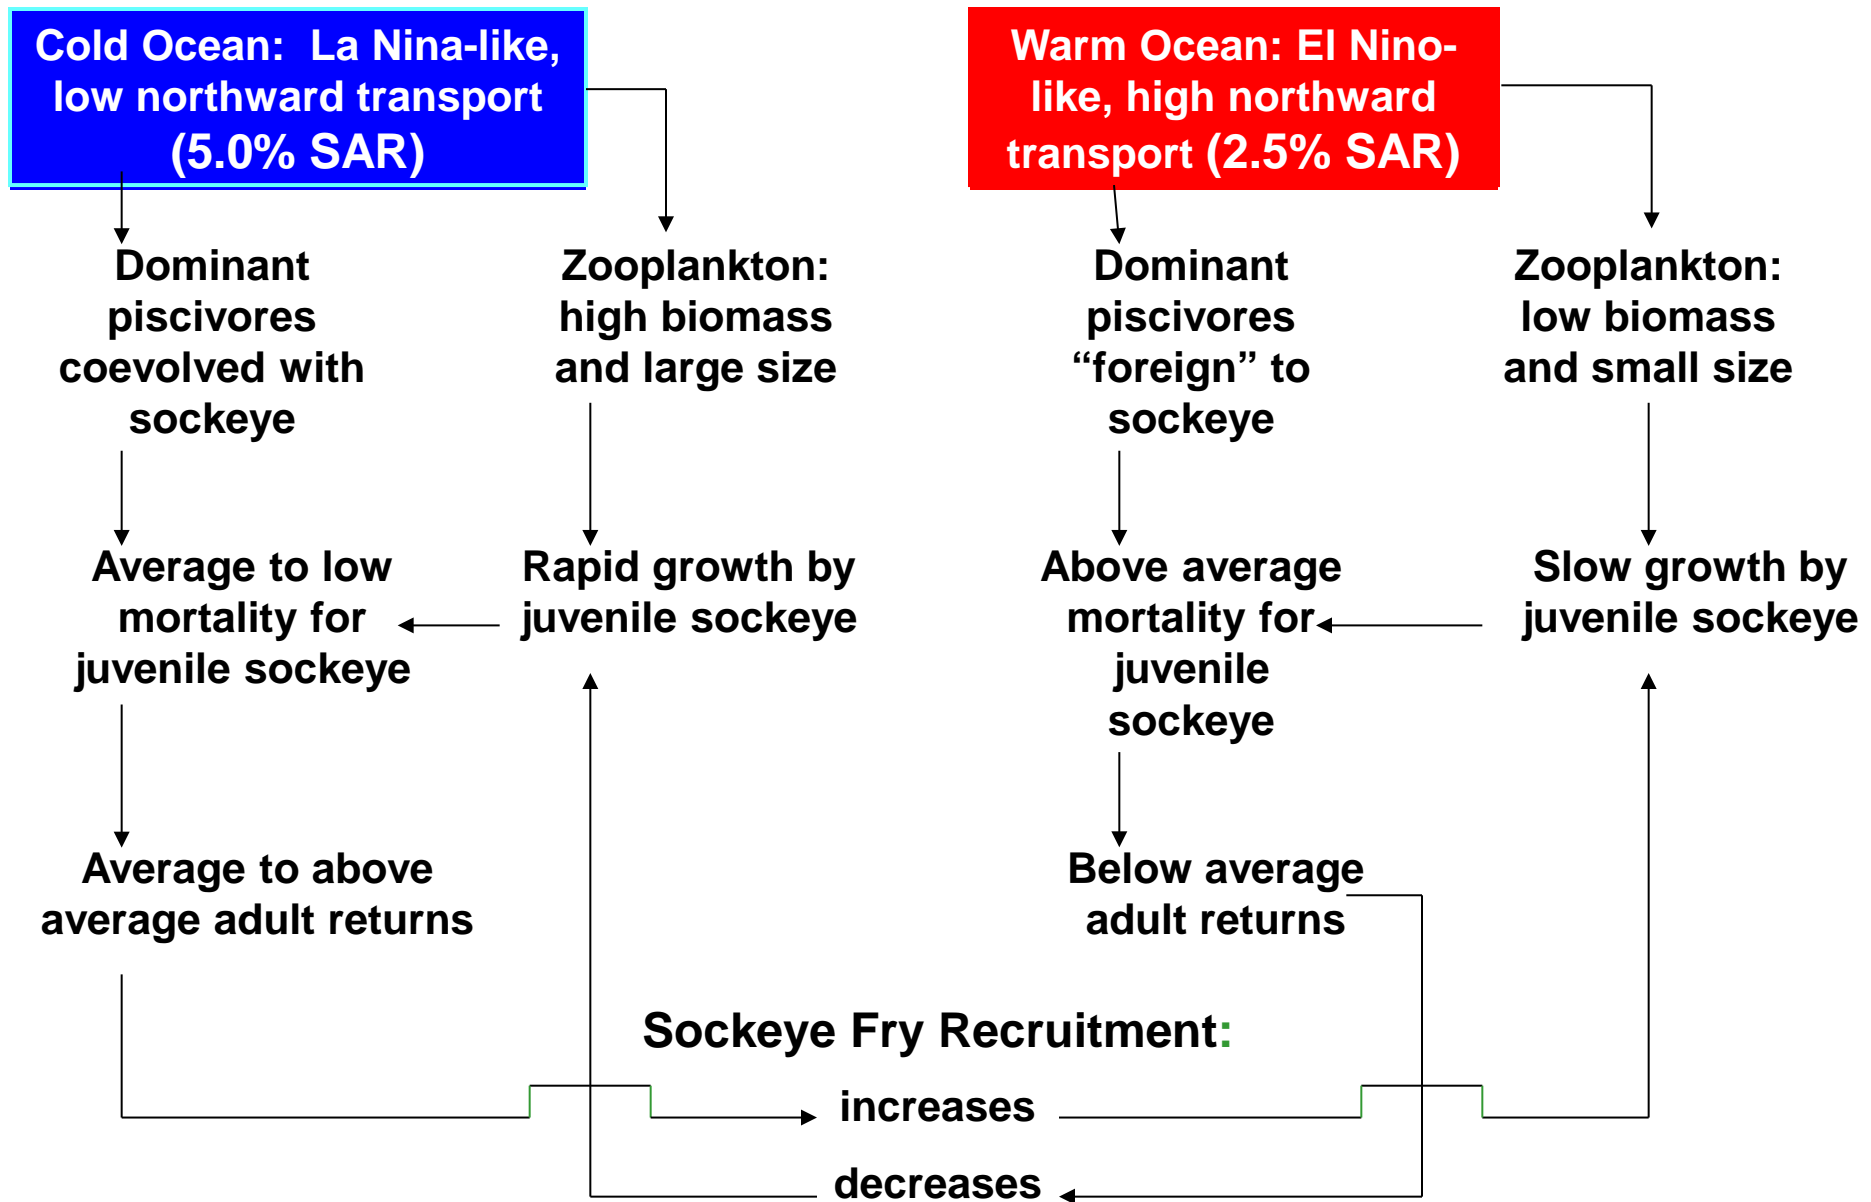 Cold Ocean:  La Nina-like,
low northward transport
(5.0% SAR)
Warm Ocean: El Nino-
like, high northward
transport (2.5% SAR)
Dominant
piscivores
coevolved with
sockeye
Zooplankton:
high biomass
and large size
Dominant
piscivores
“foreign” to
sockeye
Zooplankton:
low biomass
and small size
Average to low
mortality for
juvenile sockeye
Rapid growth by
juvenile sockeye
Above average
mortality for
juvenile
sockeye
Slow growth by
juvenile sockeye
Average to above
average adult returns
Below average
adult returns
Sockeye Fry Recruitment:
increases
decreases